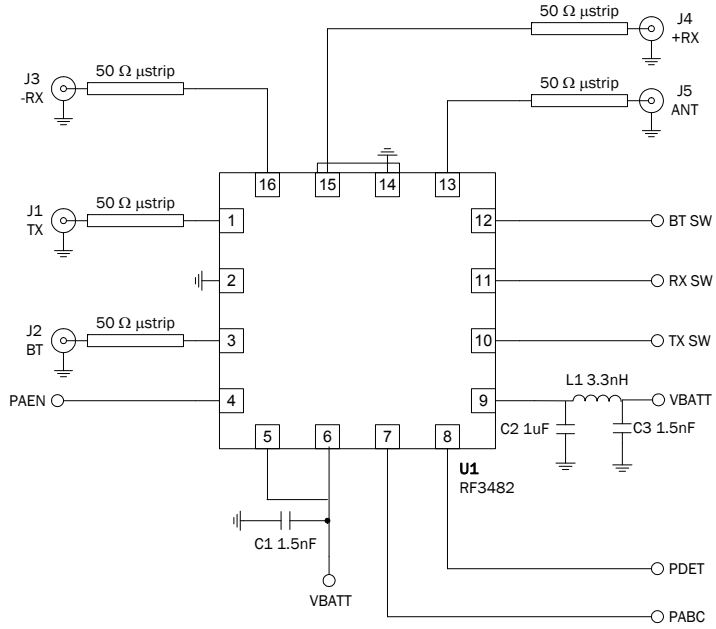 J4
50 Ω µstrip
+RX
J3
50 Ω µstrip
-RX
50 Ω µstrip
J5
ANT
16
15
14
13
J1
50 Ω µstrip
TX
1
12
BT SW
2
11
RX SW
J2
50 Ω µstrip
BT
3
10
TX SW
L1 3.3nH
PAEN
4
9
VBATT
C2 1uF
C3 1.5nF
5
6
7
8
U1
RF3482
C1 1.5nF
PDET
VBATT
PABC